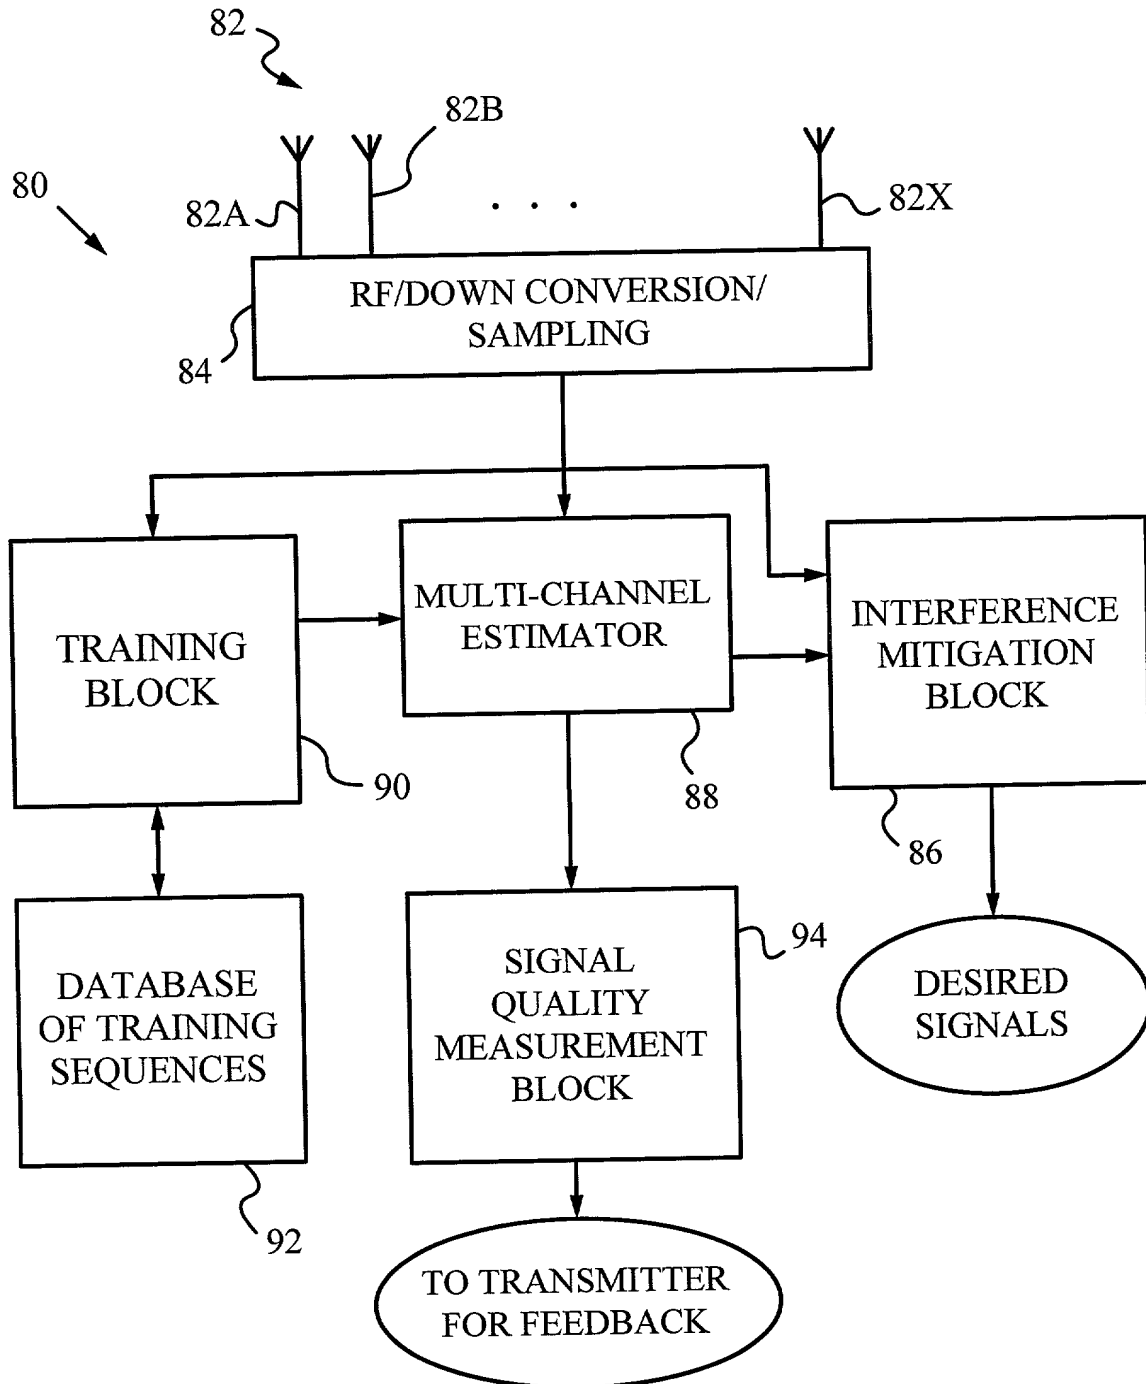 82
82B
80
82A
. . .
82X
RF/DOWN CONVERSION/
SAMPLING
84
TRAINING
BLOCK
MULTI-CHANNEL
ESTIMATOR
INTERFERENCE
MITIGATION
BLOCK
90
88
86
DATABASE
OF TRAINING
SEQUENCES
SIGNAL
QUALITY
MEASUREMENT
BLOCK
94
DESIRED
SIGNALS
92
TO TRANSMITTER
FOR FEEDBACK